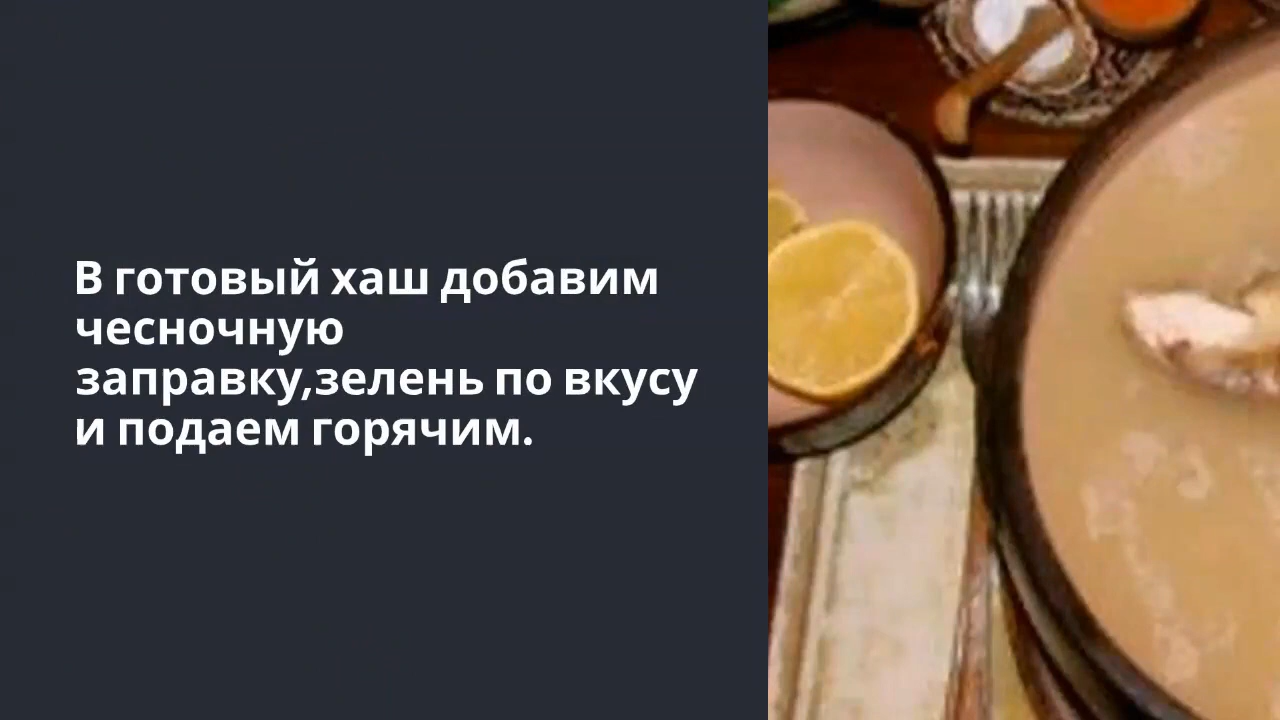 В готовый хаш добавим
чесночную
заправку,зелень по вкусу
и подаем горячим.